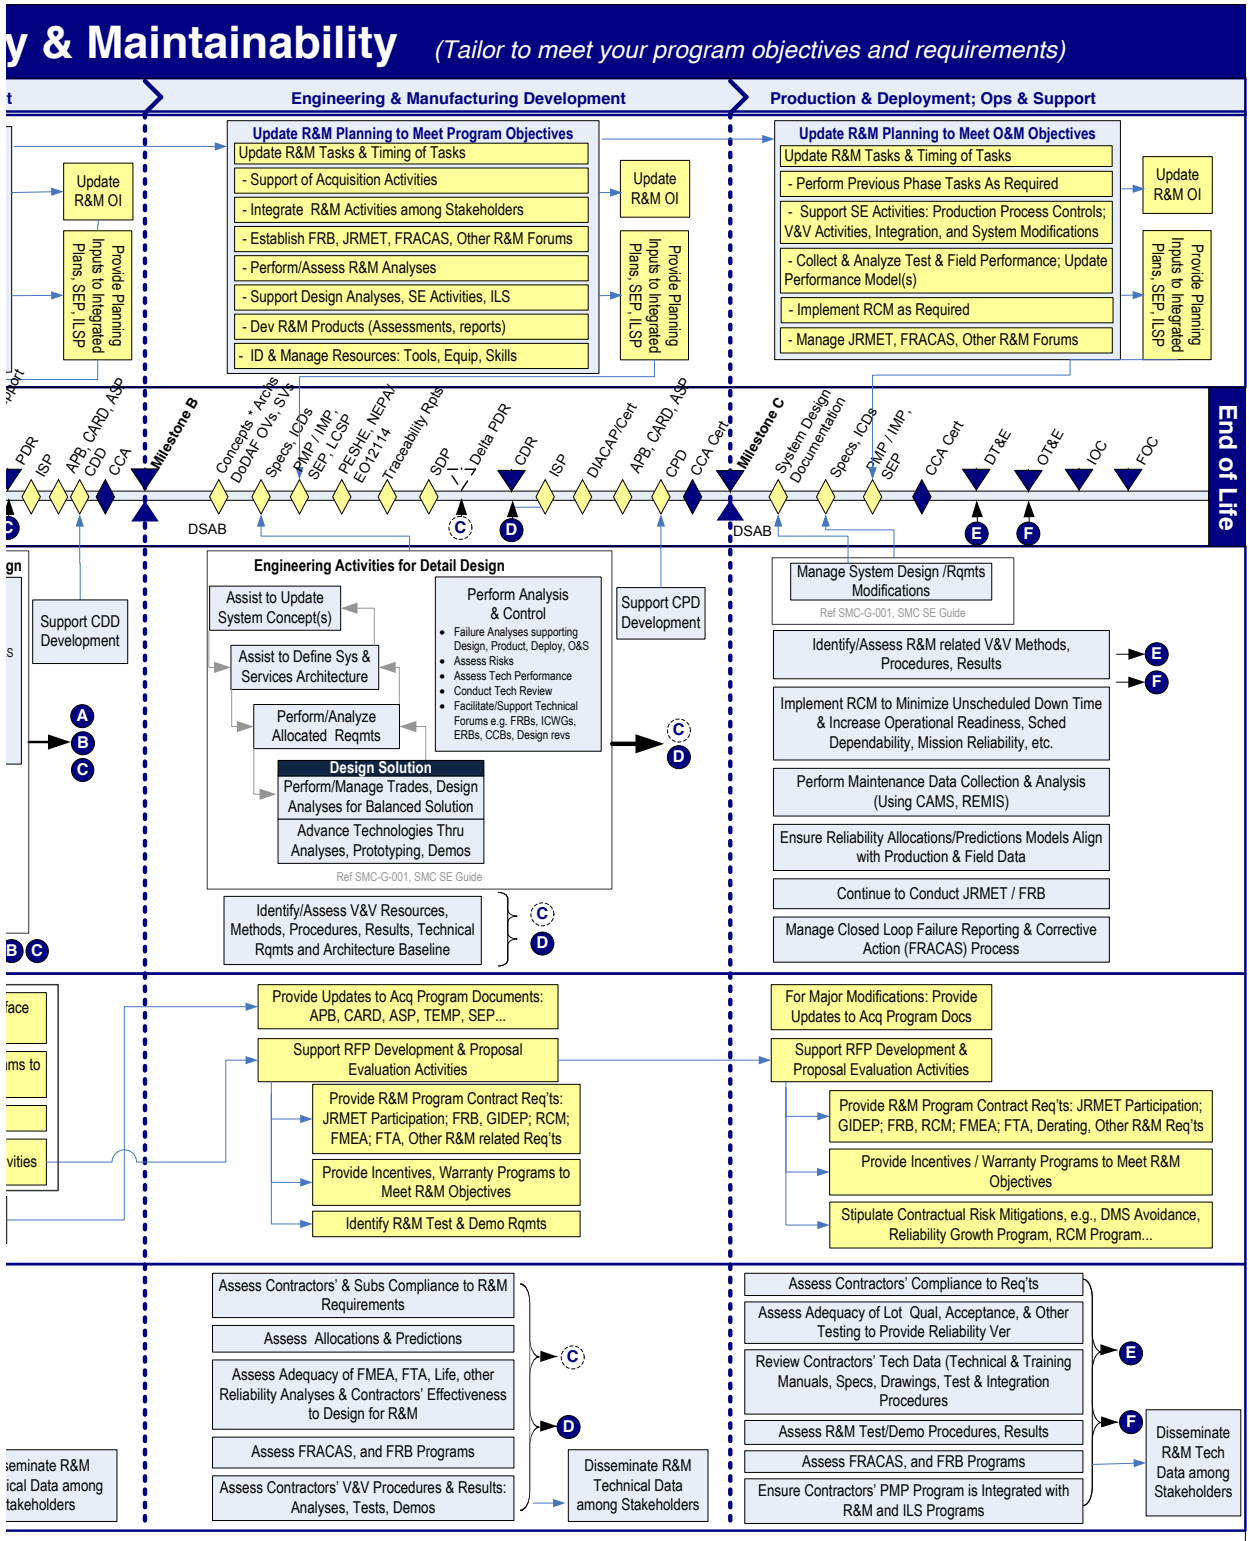 y & Maintainability (Tailor to meet your program objectives and requirements)
t
Engineering & Manufacturing Development
Production & Deployment; Ops & Support
Update
R&M OI
Provide Planning
Inputs to Integrated
Plans, SEP, ILSP
Update R&M Planning to Meet Program Objectives
Update R&M Tasks & Timing of Tasks
- Support of Acquisition Activities
- Integrate R&M Activities among Stakeholders
- Establish FRB, JRMET, FRACAS, Other R&M Forums
- Perform/Assess R&M Analyses
- Support Design Analyses, SE Activities, ILS
- Dev R&M Products (Assessments, reports)
- ID & Manage Resources: Tools, Equip, Skills
Update
R&M OI
Provide Planning
Inputs to Integrated
Plans, SEP, ILSP
Update R&M Planning to Meet O&M Objectives
Update R&M Tasks & Timing of Tasks
- Perform Previous Phase Tasks As Required
- Support SE Activities: Production Process Controls;
V&V Activities, Integration, and System Modifications
- Collect & Analyze Test & Field Performance; Update
Performance Model(s)
- Implement RCM as Required
- Manage JRMET, FRACAS, Other R&M Forums
Update
R&M OI
Provide Planning
Inputs to Integrated
Plans, SEP, ILSP
pport
PDR
ISP
APB, CARD, ASP
CDD
CCA
Milestone B
Concepts * Archs
DoDAF OVs, SVs
Specs, ICDs
PMP / IMP,
SEP, LCSP
PESHE, NEPA/
EO12114
Traceability Rpts
SDP
Delta PDR
CDR
ISP
DIACAP/Cert
APB, CARD, ASP
CPD
CCA Cert
Milestone C
System Design
Documentation
Specs, ICDs
PMP / IMP,
SEP
CCA Cert
DT&E
OT&E
IOC
FOC
End of Life
C
DSAB
C
D
DSAB
E
F
gn
s
Support CDD
Development
A
B
C
B C
Engineering Activities for Detail Design
Assist to Update
System Concept(s)
Assist to Define Sys &
Services Architecture
Perform/Analyze
Allocated Reqmts
Design Solution
Perform/Manage Trades, Design
Analyses for Balanced Solution
Advance Technologies Thru
Analyses, Prototyping, Demos
Ref SMC-G-001, SMC SE Guide
Perform Analysis
& Control
• Failure Analyses supporting
Design, Product, Deploy, O&S
• Assess Risks
• Assess Tech Performance
• Conduct Tech Review
• Facilitate/Support Technical
Forums e.g. FRBs, ICWGs,
ERBs, CCBs, Design revs
Support CPD
Development
C
D
Identify/Assess V&V Resources,
Methods, Procedures, Results, Technical
Rqmts and Architecture Baseline
C
D
Manage System Design /Rqmts
Modifications
Ref SMC-G-001, SMC SE Guide
Identify/Assess R&M related V&V Methods,
Procedures, Results
E
F
Implement RCM to Minimize Unscheduled Down Time
& Increase Operational Readiness, Sched
Dependability, Mission Reliability, etc.
Perform Maintenance Data Collection & Analysis
(Using CAMS, REMIS)
Ensure Reliability Allocations/Predictions Models Align
with Production & Field Data
Continue to Conduct JRMET / FRB
Manage Closed Loop Failure Reporting & Corrective
Action (FRACAS) Process
face
ms to
vities
Provide Updates to Acq Program Documents:
APB, CARD, ASP, TEMP, SEP...
Support RFP Development & Proposal
Evaluation Activities
Provide R&M Program Contract Req'ts:
JRMET Participation; FRB, GIDEP; RCM;
FMEA; FTA, Other R&M related Req'ts
Provide Incentives, Warranty Programs to
Meet R&M Objectives
Identify R&M Test & Demo Rqmts
For Major Modifications: Provide
Updates to Acq Program Docs
Support RFP Development &
Proposal Evaluation Activities
Provide R&M Program Contract Req'ts: JRMET Participation;
GIDEP; FRB, RCM; FMEA; FTA, Derating, Other R&M Req'ts
Provide Incentives / Warranty Programs to Meet R&M
Objectives
Stipulate Contractual Risk Mitigations, e.g., DMS Avoidance,
Reliability Growth Program, RCM Program...
seminate R&M
ical Data among
takeholders
Assess Contractors' & Subs Compliance to R&M
Requirements
Assess Allocations & Predictions
Assess Adequacy of FMEA, FTA, Life, other
Reliability Analyses & Contractors' Effectiveness
to Design for R&M
Assess FRACAS, and FRB Programs
Assess Contractors' V&V Procedures & Results:
Analyses, Tests, Demos
C
D
Disseminate R&M
Technical Data
among Stakeholders
Assess Contractors' Compliance to Req'ts
Assess Adequacy of Lot Qual, Acceptance, & Other
Testing to Provide Reliability Ver
Review Contractors' Tech Data (Technical & Training
Manuals, Specs, Drawings, Test & Integration
Procedures
Assess R&M Test/Demo Procedures, Results
Assess FRACAS, and FRB Programs
Ensure Contractors' PMP Program is Integrated with
R&M and ILS Programs
E
F
Disseminate
R&M Tech
Data among
Stakeholders